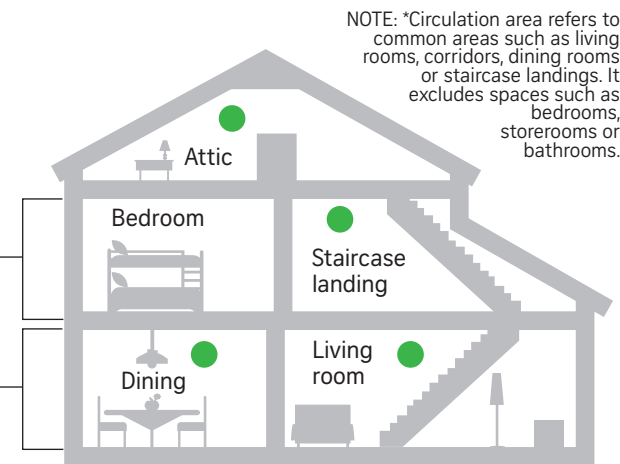 NOTE: *Circulation area refers to
common areas such as living
rooms, corridors, dining rooms
or staircase landings. It
excludes spaces such as
bedrooms,
storerooms or
bathrooms.
Attic
Bedroom
Staircase
landing
Living
room
Dining